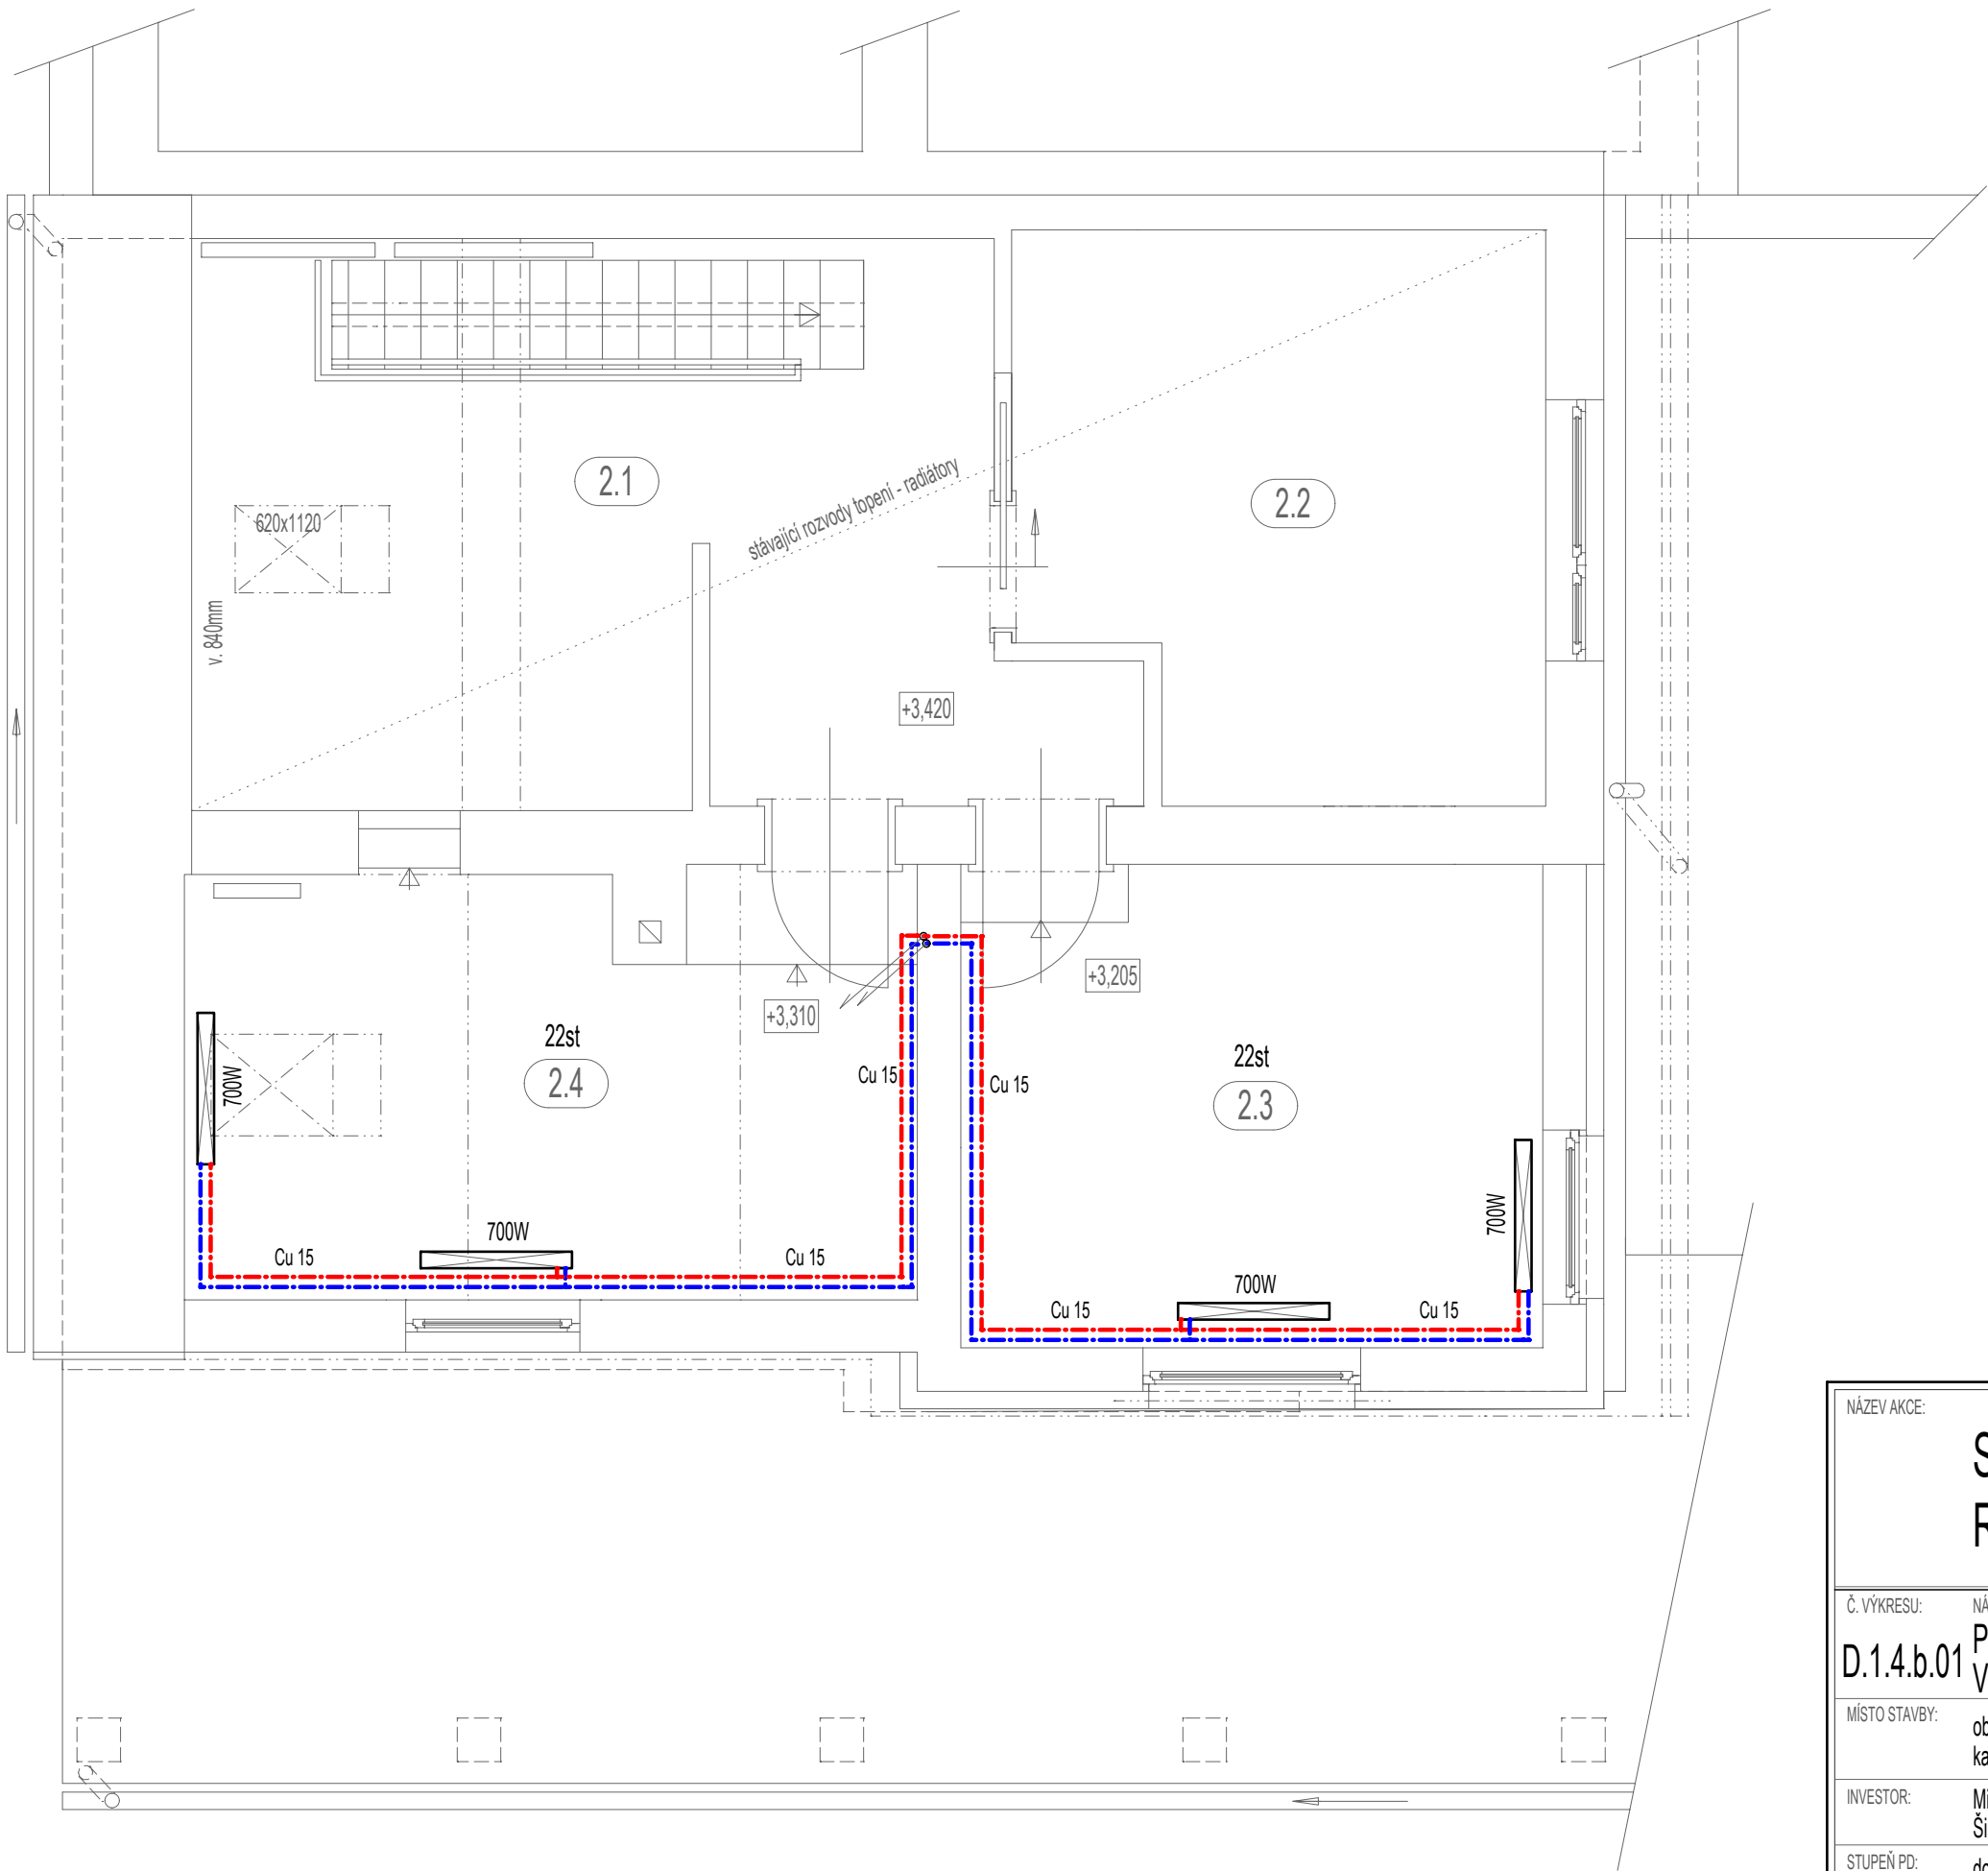 2.1
stávající rozvody topení - radiátory
2.2
620x1120
v. 840mm
+3,420
+3,205
+3,310
22st
2.4
22st
2.3
Cu 15
Cu 15
700W
700W
700W
700W
Cu 15
Cu 15
Cu 15
Cu 15
NÁZEV AKCE:
S
R
Č. VÝKRESU:
D.1.4.b.01
P
V
MÍSTO STAVBY:
INVESTOR:
STUPEŇ PD: